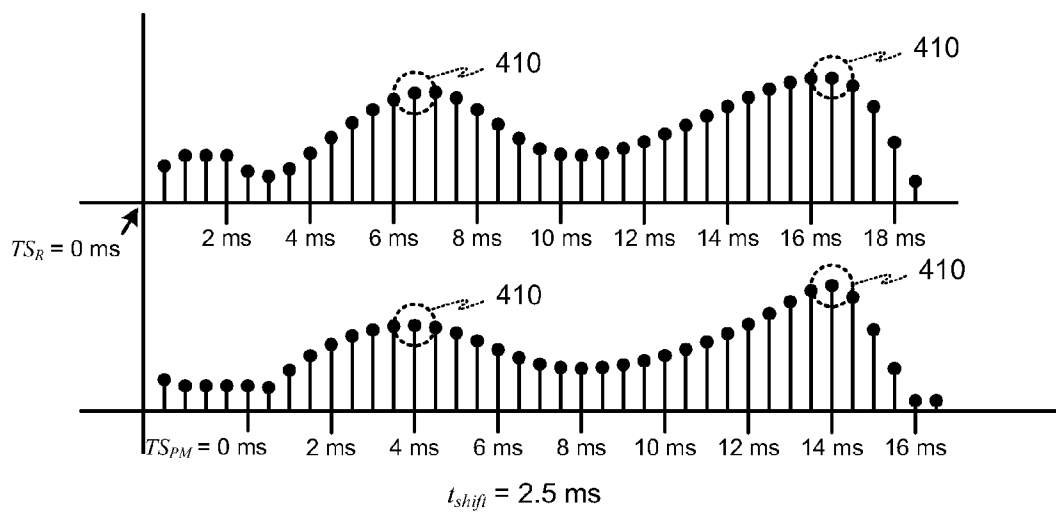 410
410
2 ms 4 ms 6 ms 8 ms 10 ms 12 ms 14 ms 16 ms 18 ms
TS_R = 0 ms
410
410
TS_PM = 0 ms 2 ms 4 ms 6 ms 8 ms 10 ms 12 ms 14 ms 16 ms
t_shift = 2.5 ms